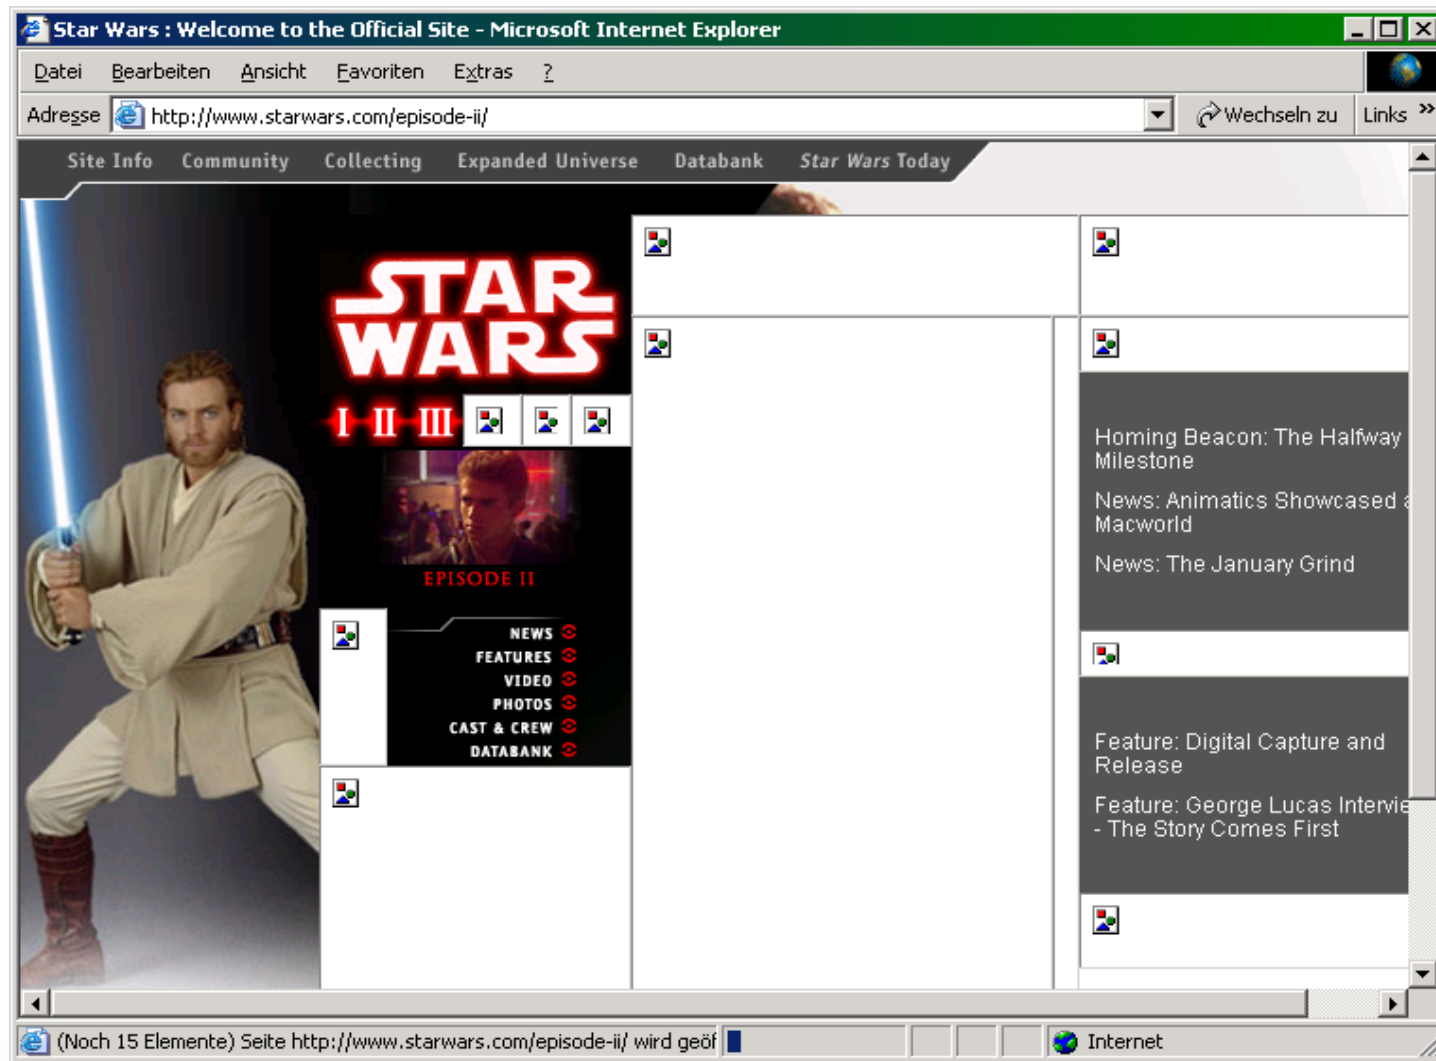 Star Wars : Welcome to the Official Site - Microsoft Internet Explorer
Datei Bearbeiten Ansicht Favoriten Extras ?
Adresse http://www.starwars.com/episode-ii/ Wechseln zu Links »
Site Info Community Collecting Expanded Universe Databank Star Wars Today
STAR
WARS
I II III
EPISODE II
NEWS
FEATURES
VIDEO
PHOTOS
CAST & CREW
DATABANK
Homing Beacon: The Halfway
Milestone
News: Animatics Showcased a
Macworld
News: The January Grind
Feature: Digital Capture and
Release
Feature: George Lucas Intervie
- The Story Comes First
(Noch 15 Elemente) Seite http://www.starwars.com/episode-ii/ wird geöf Internet